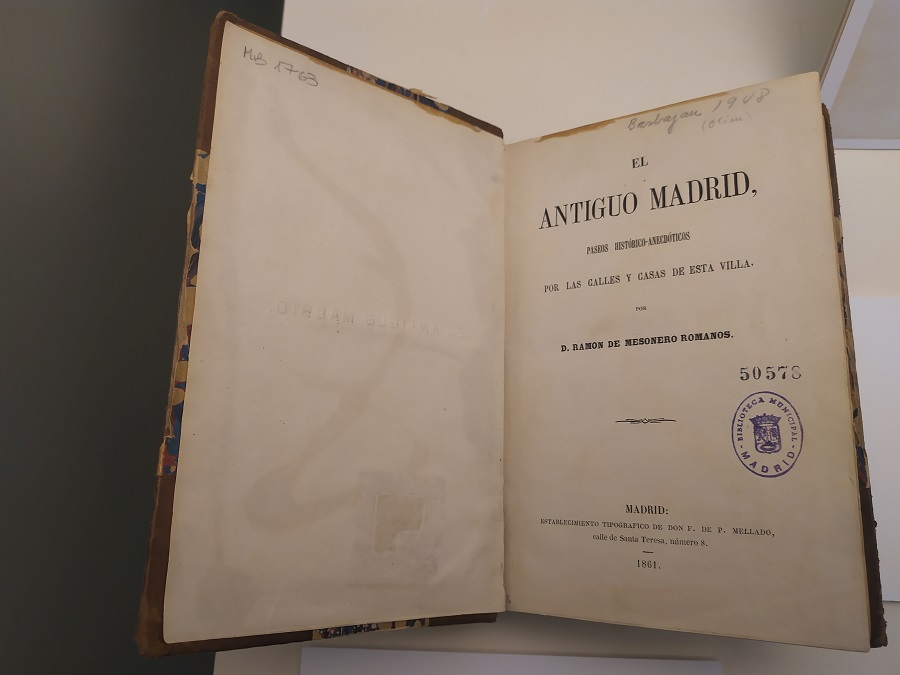 MB 1763
Barbazan 1948
(Olim)
EL
ANTIGUO MADRID,
PASEOS HISTÓRICO-ANECDÓTICOS
POR LAS CALLES Y CASAS DE ESTA VILLA,
POR
D. RAMON DE MESONERO ROMANOS.
50578
BIBLIOTECA MUNICIPAL
MADRID
MADRID:
ESTABLECIMIENTO TIPOGRAFICO DE DON F. DE P. MELLADO,
calle de Santa Teresa, número 8.
1861.